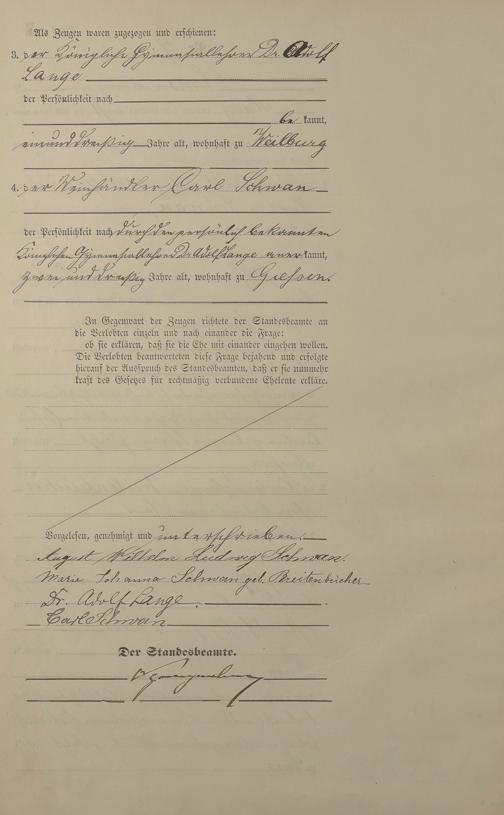 Als Zeugen waren zugezogen und erschienen:
3. der Königliche Gymnasiallehrer Dr. Adolf
Lange
der Persönlichkeit nach
be kannt,
einunddreißig Jahre alt, wohnhaft zu Weilburg
4. der Weinhändler Carl Schwan
der Persönlichkeit nach durch den persönlich bekannten
Königlichen Gymnasiallehrer Dr. Adolf Lange anerkannt,
zwei und dreißig Jahre alt, wohnhaft zu Giessen.
In Gegenwart der Zeugen richtete der Standesbeamte an
die Verlobten einzeln und nach einander die Frage:
ob sie erklären, daß sie die Ehe mit einander eingehen wollen.
Die Verlobten beantworteten diese Frage bejahend und erfolgte
hierauf der Ausspruch des Standesbeamten, daß er sie nunmehr
kraft des Gesetzes für rechtmäßig verbundene Eheleute erkläre.
Vorgelesen, genehmigt und unterschrieben.
August Wilhelm Ludwig Schwan.
Marie Johanna Schwan geb. Breitenbücher
Dr. Adolf Lange.
Carl Schwan
Der Standesbeamte.